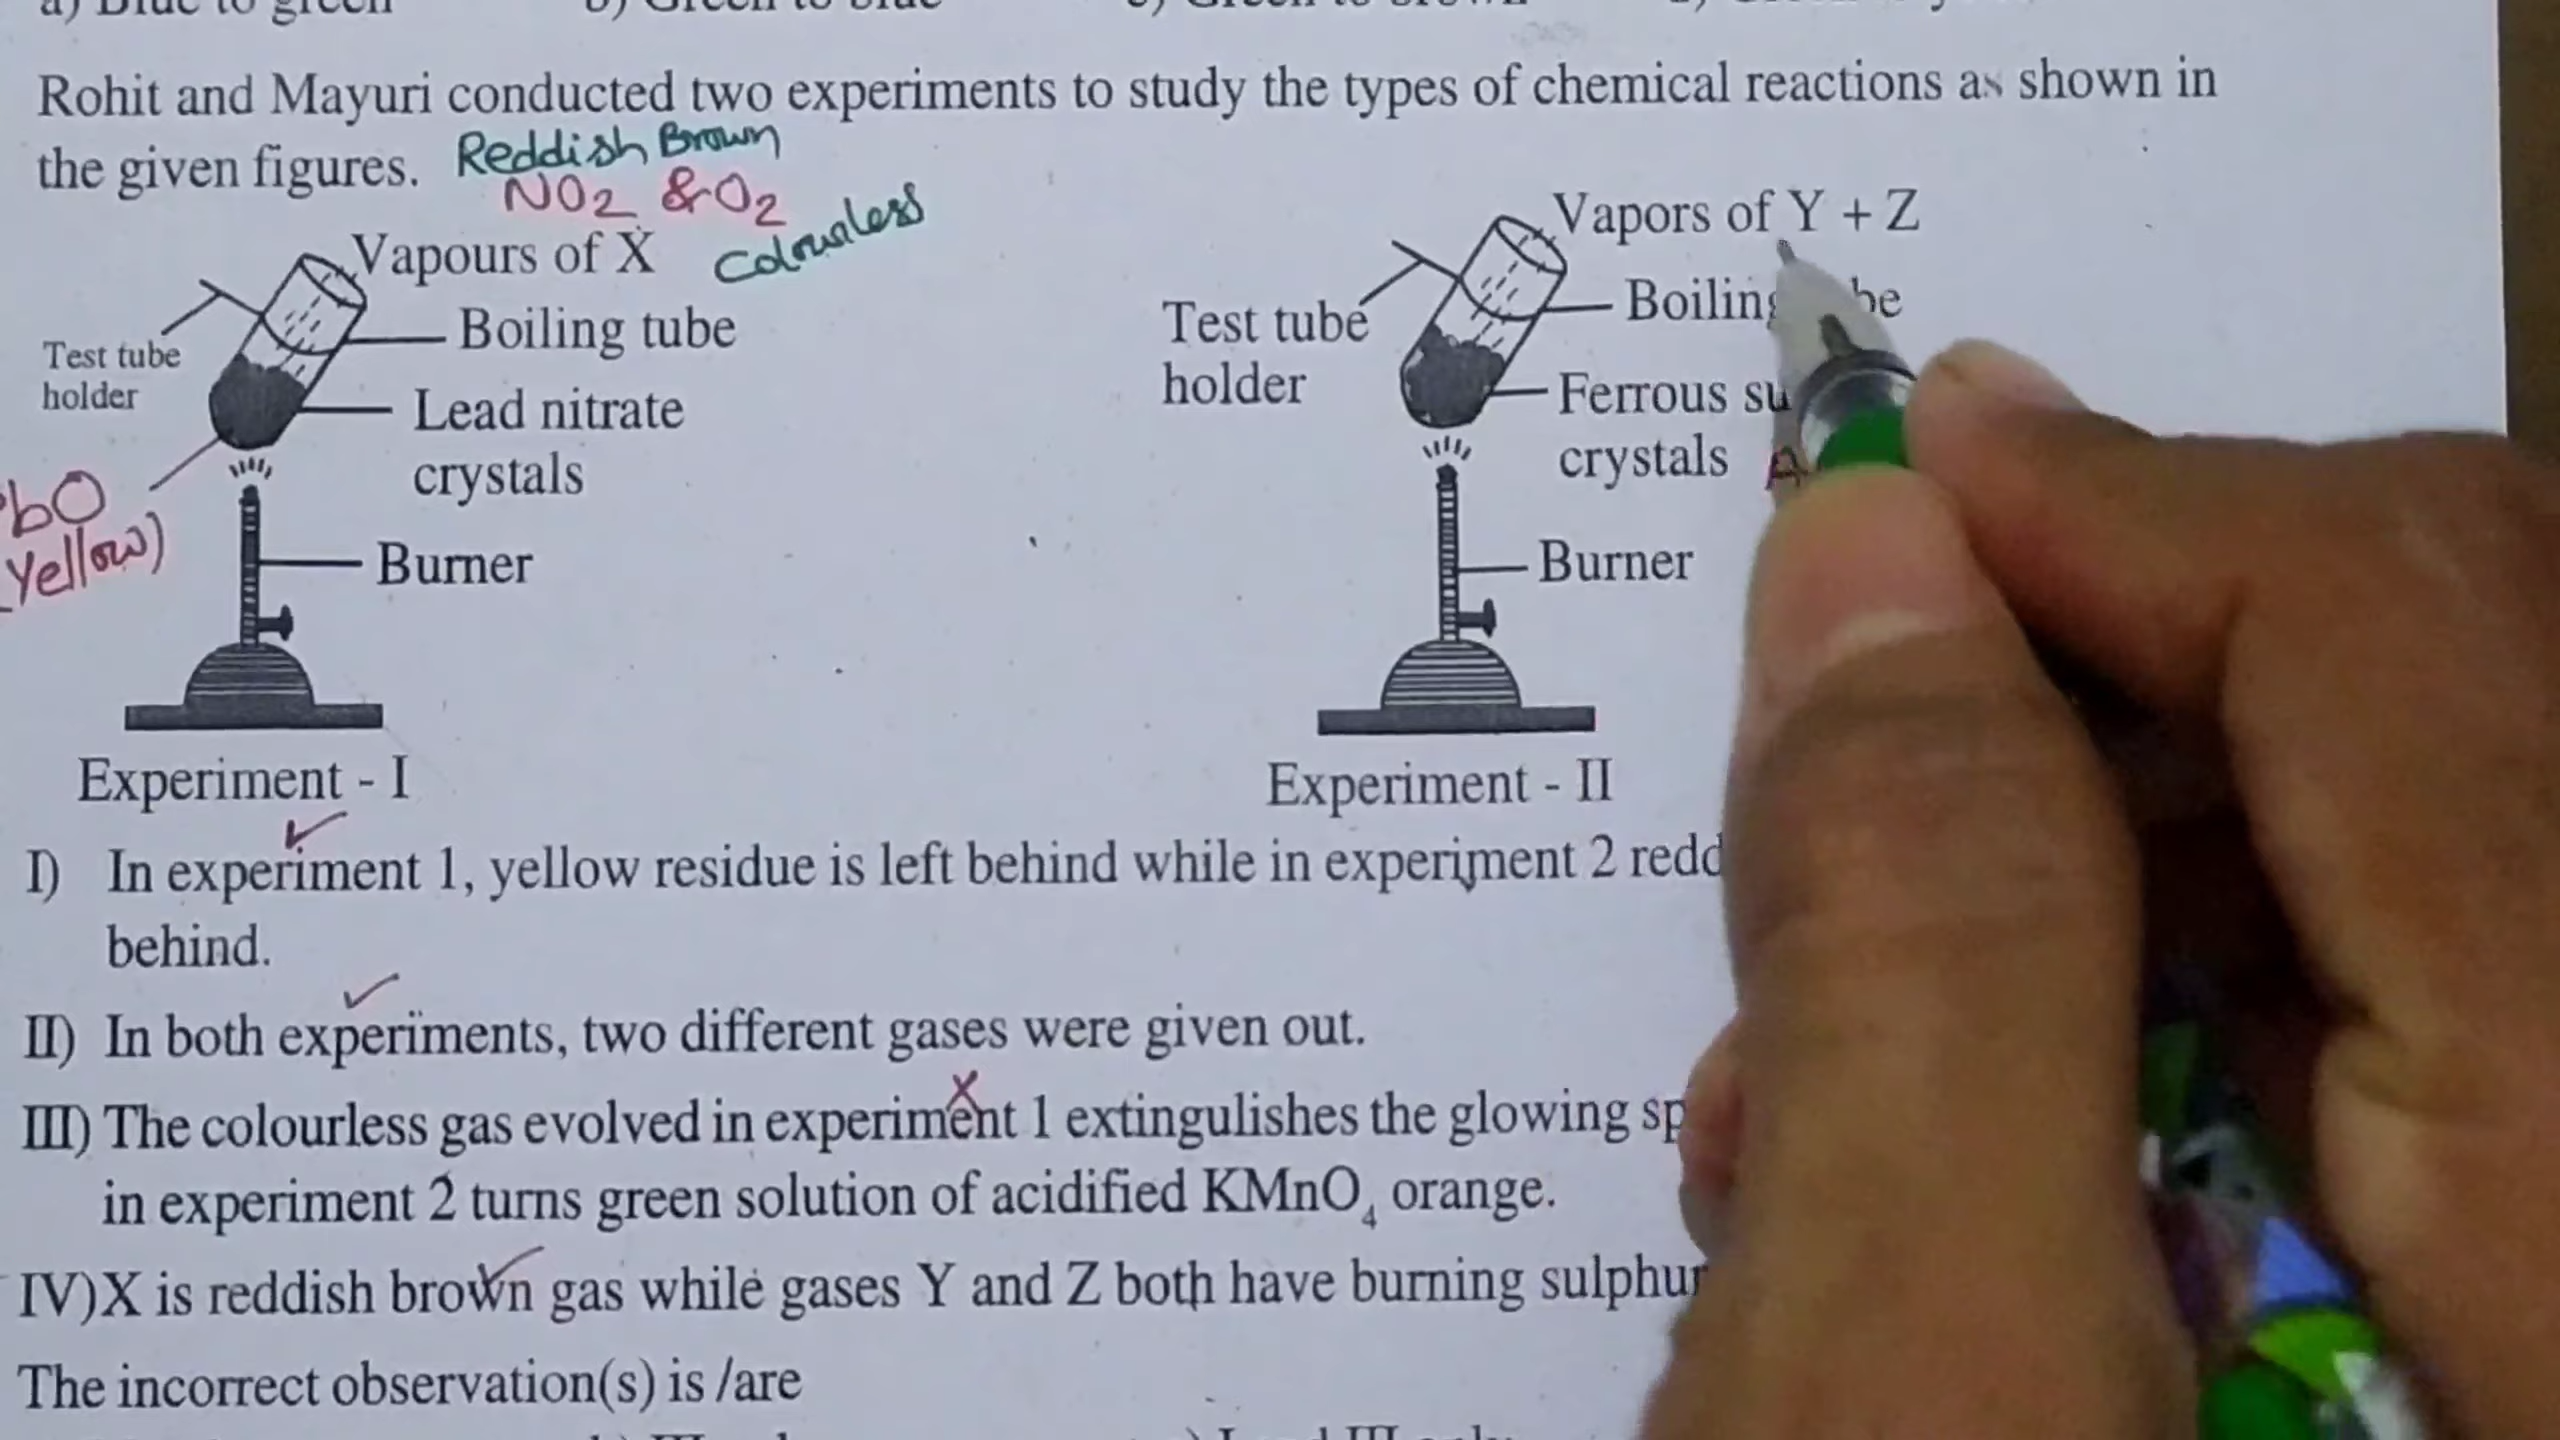 Rohit and Mayuri conducted two experiments to study the types of chemical reactions as shown in
the given figures.
Reddish Brown
NO2 & O2
Colourless
Vapours of X
Boiling tube
Test tube
holder
Lead nitrate
crystals
bO
Yellow)
Burner
Experiment - I
Vapors of Y + Z
Test tube
holder
Ferrous
crystals
Burner
Experiment - II
I) In experiment 1, yellow residue is left behind while in experiment 2
behind.
II) In both experiments, two different gases were given out.
III) The colourless gas evolved in experiment 1 extingulishes the glowing
in experiment 2 turns green solution of acidified KMnO₄ orange.
IV) X is reddish brown gas while gases Y and Z both have burning
The incorrect observation(s) is /are